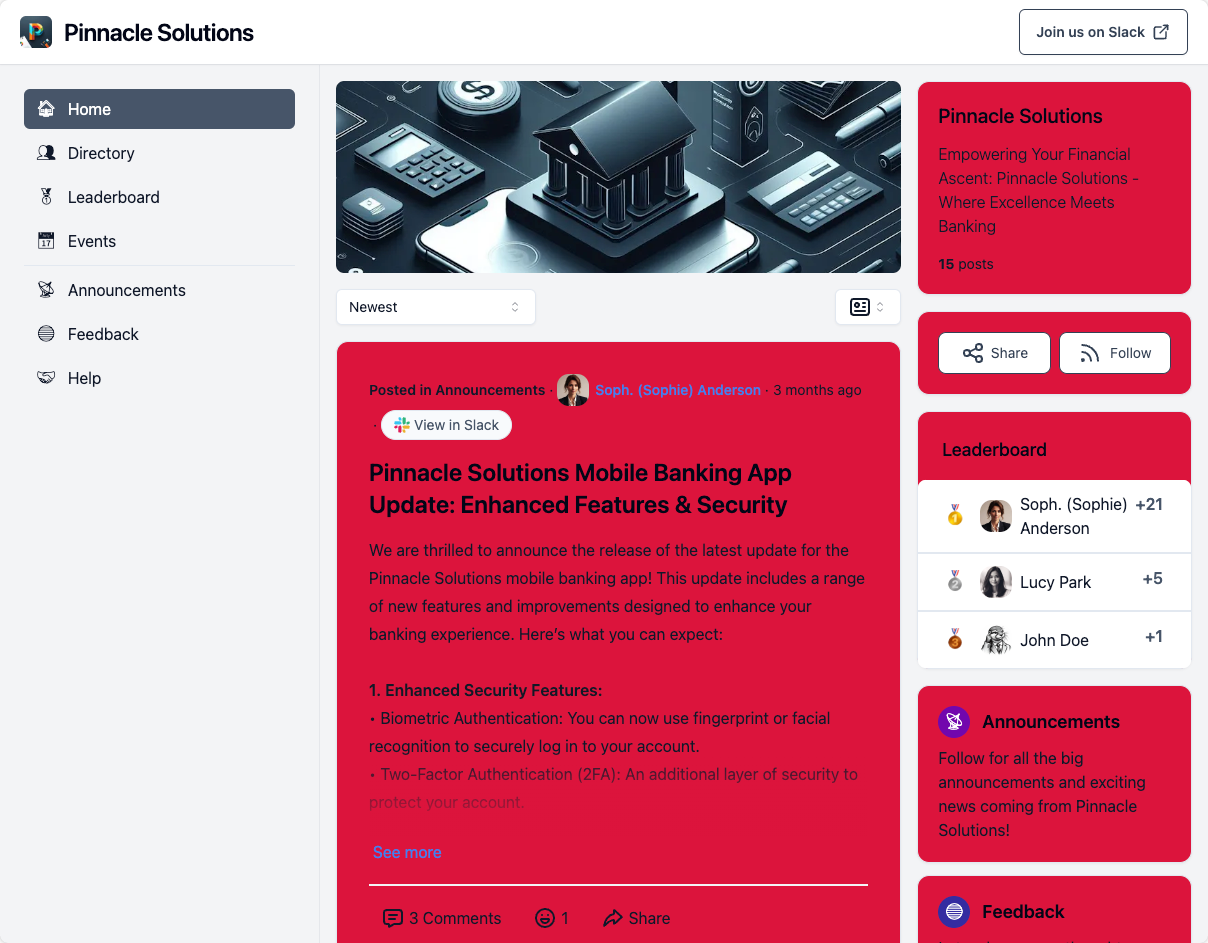 Pinnacle Solutions
Join us on Slack
Home
Directory
Leaderboard
Events
Announcements
Feedback
Help
Newest
Posted in Announcements · Soph. (Sophie) Anderson · 3 months ago
· View in Slack
Pinnacle Solutions Mobile Banking App
Update: Enhanced Features & Security
We are thrilled to announce the release of the latest update for the
Pinnacle Solutions mobile banking app! This update includes a range
of new features and improvements designed to enhance your
banking experience. Here’s what you can expect:
1. Enhanced Security Features:
• Biometric Authentication: You can now use fingerprint or facial
recognition to securely log in to your account.
• Two-Factor Authentication (2FA): An additional layer of security to
protect your account.
See more
3 Comments
1
Share
Pinnacle Solutions
Empowering Your Financial
Ascent: Pinnacle Solutions -
Where Excellence Meets
Banking
15 posts
Share
Follow
Leaderboard
Soph. (Sophie) +21
Anderson
Lucy Park +5
John Doe +1
Announcements
Follow for all the big
announcements and exciting
news coming from Pinnacle
Solutions!
Feedback